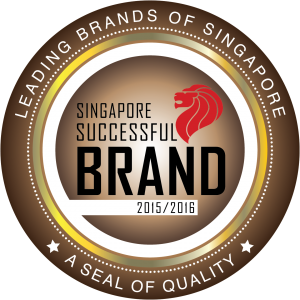 LEADING BRANDS OF SINGAPORE
SINGAPORE
SUCCESSFUL
BRAND
2015/2016
A SEAL OF QUALITY